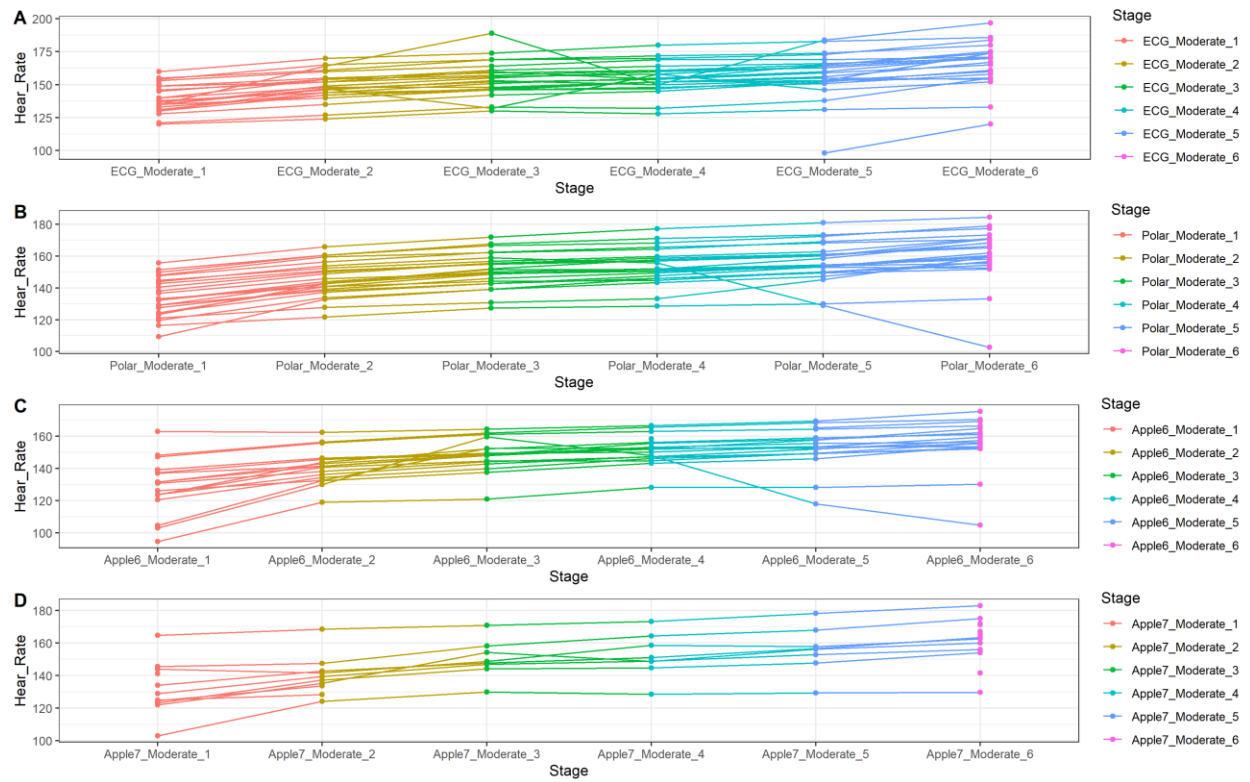 A
Hear_Rate
200
175
150
125
100
ECG_Moderate_1 ECG_Moderate_2 ECG_Moderate_3 ECG_Moderate_4 ECG_Moderate_5 ECG_Moderate_6
Stage
Stage
ECG_Moderate_1
ECG_Moderate_2
ECG_Moderate_3
ECG_Moderate_4
ECG_Moderate_5
ECG_Moderate_6
B
Hear_Rate
180
160
140
120
100
Polar_Moderate_1 Polar_Moderate_2 Polar_Moderate_3 Polar_Moderate_4 Polar_Moderate_5 Polar_Moderate_6
Stage
Stage
Polar_Moderate_1
Polar_Moderate_2
Polar_Moderate_3
Polar_Moderate_4
Polar_Moderate_5
Polar_Moderate_6
C
Hear_Rate
160
140
120
100
Apple6_Moderate_1 Apple6_Moderate_2 Apple6_Moderate_3 Apple6_Moderate_4 Apple6_Moderate_5 Apple6_Moderate_6
Stage
Stage
Apple6_Moderate_1
Apple6_Moderate_2
Apple6_Moderate_3
Apple6_Moderate_4
Apple6_Moderate_5
Apple6_Moderate_6
D
Hear_Rate
180
160
140
120
100
Apple7_Moderate_1 Apple7_Moderate_2 Apple7_Moderate_3 Apple7_Moderate_4 Apple7_Moderate_5 Apple7_Moderate_6
Stage
Stage
Apple7_Moderate_1
Apple7_Moderate_2
Apple7_Moderate_3
Apple7_Moderate_4
Apple7_Moderate_5
Apple7_Moderate_6